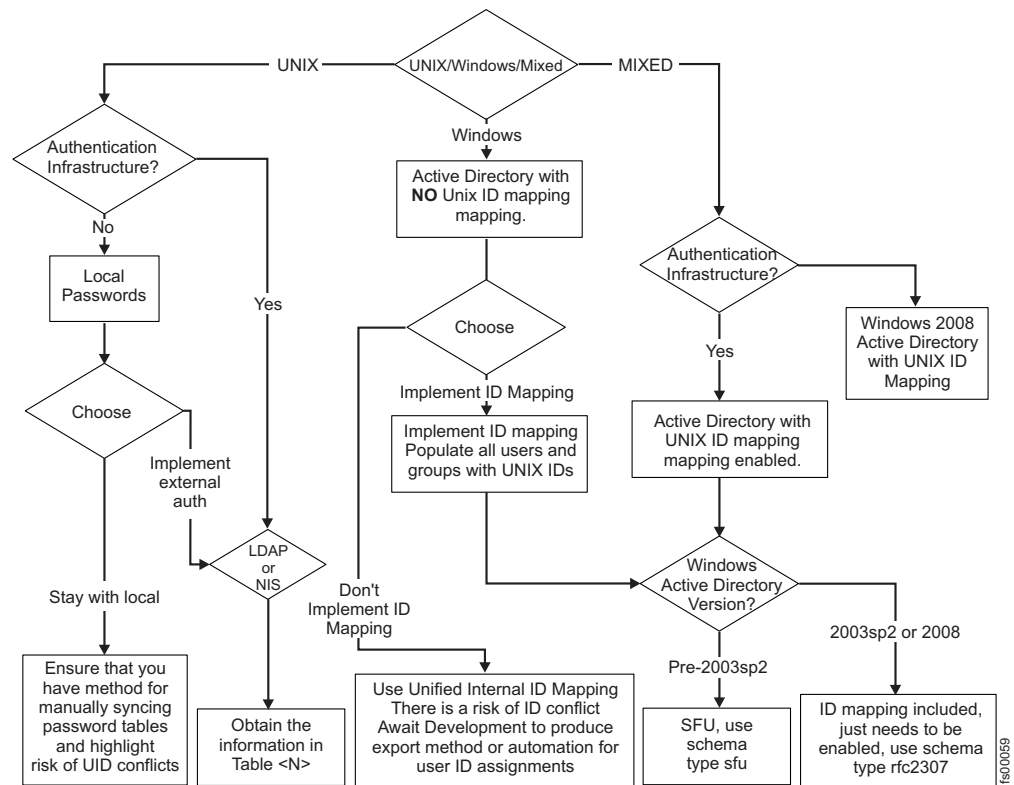 UNIX/Windows/Mixed
UNIX
MIXED
Windows
Authentication
Infrastructure?
No
Yes
Local
Passwords
Choose
Implement
external
auth
Stay with local
LDAP
or
NIS
Ensure that you
have method for
manually syncing
password tables
and highlight
risk of UID conflicts
Obtain the
information in
Table <N>
Active Directory with
NO Unix ID mapping
mapping.
Choose
Implement ID Mapping
Implement ID mapping
Populate all users and
groups with UNIX IDs
Don't
Implement ID
Mapping
Use Unified Internal ID Mapping
There is a risk of ID conflict
Await Development to produce
export method or automation for
user ID assignments
Authentication
Infrastructure?
Yes
Windows 2008
Active Directory
with UNIX ID
Mapping
Active Directory with
UNIX ID mapping
mapping enabled.
Windows
Active Directory
Version?
Pre-2003sp2
2003sp2 or 2008
SFU, use
schema
type sfu
ID mapping included,
just needs to be
enabled, use schema
type rfc2307
fs00059